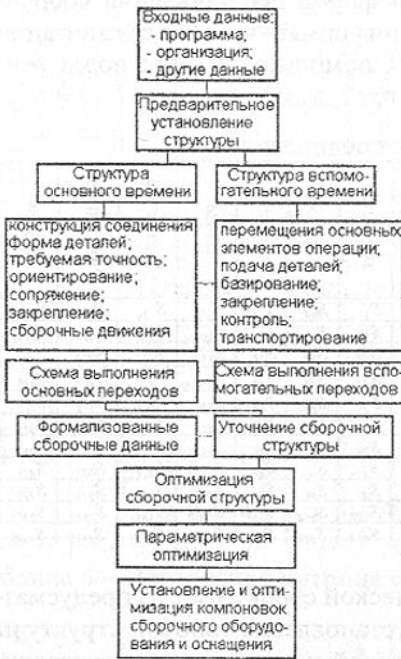 Входные данные:
- программа;
- организация;
- другие данные
Предварительное
установление
структуры
Структура
основного времени
Структура вспомо-
гательного времени
конструкция соединения
форма деталей;
требуемая точность;
ориентирование;
сопряжение;
закрепление;
сборочные движения
перемещения основных
элементов операции;
подача деталей;
базирование;
закрепление;
контроль;
транспортирование
Схема выполнения
основных переходов
Схема выполнения вспо-
могательных переходов
Формализованные
сборочные данные
Уточнение сборочной
структуры
Оптимизация
сборочной структуры
Параметрическая
оптимизация
Установление и опти-
мизация компоновок
сборочного оборудо-
вания и оснащения